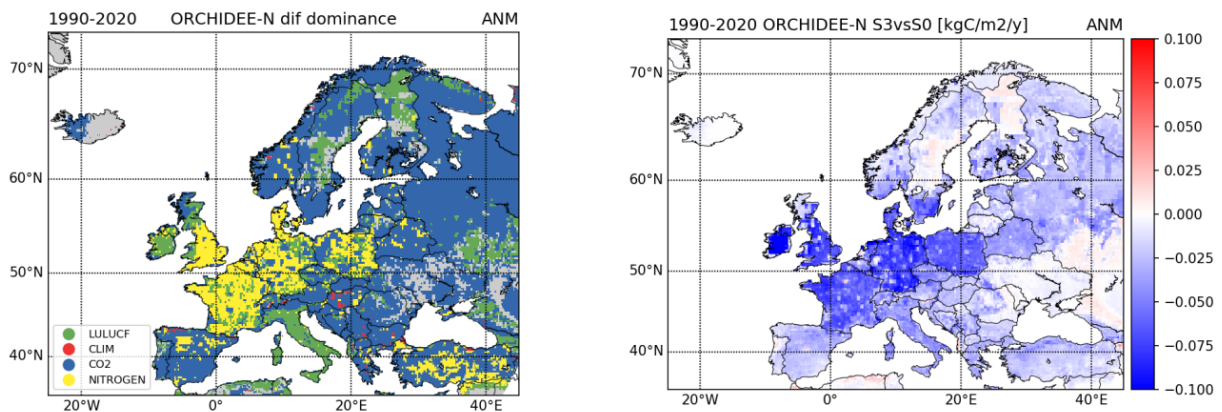 1990-2020 ORCHIDEE-N dif dominance ANM
70°N
60°N
50°N
40°N
20°W 0° 20°E 40°E
LULUCF
CLIM
CO2
NITROGEN
1990-2020 ORCHIDEE-N S3vsS0 [kgC/m2/y] ANM
70°N
60°N
50°N
40°N
20°W 0° 20°E 40°E
0.100
0.075
0.050
0.025
0.000
−0.025
−0.050
−0.075
−0.100